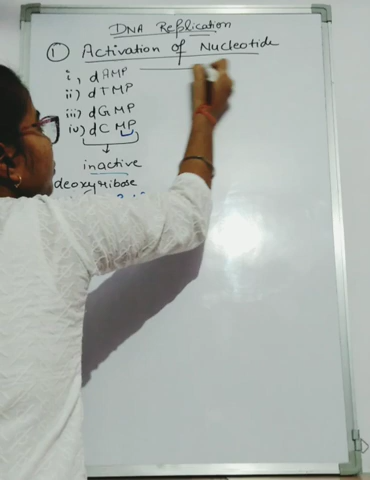 DNA Replication
① Activation of Nucleotide
i, dAMP
ii) dTMP
iii) dGMP
iv) dCMP
inactive
deoxyribose